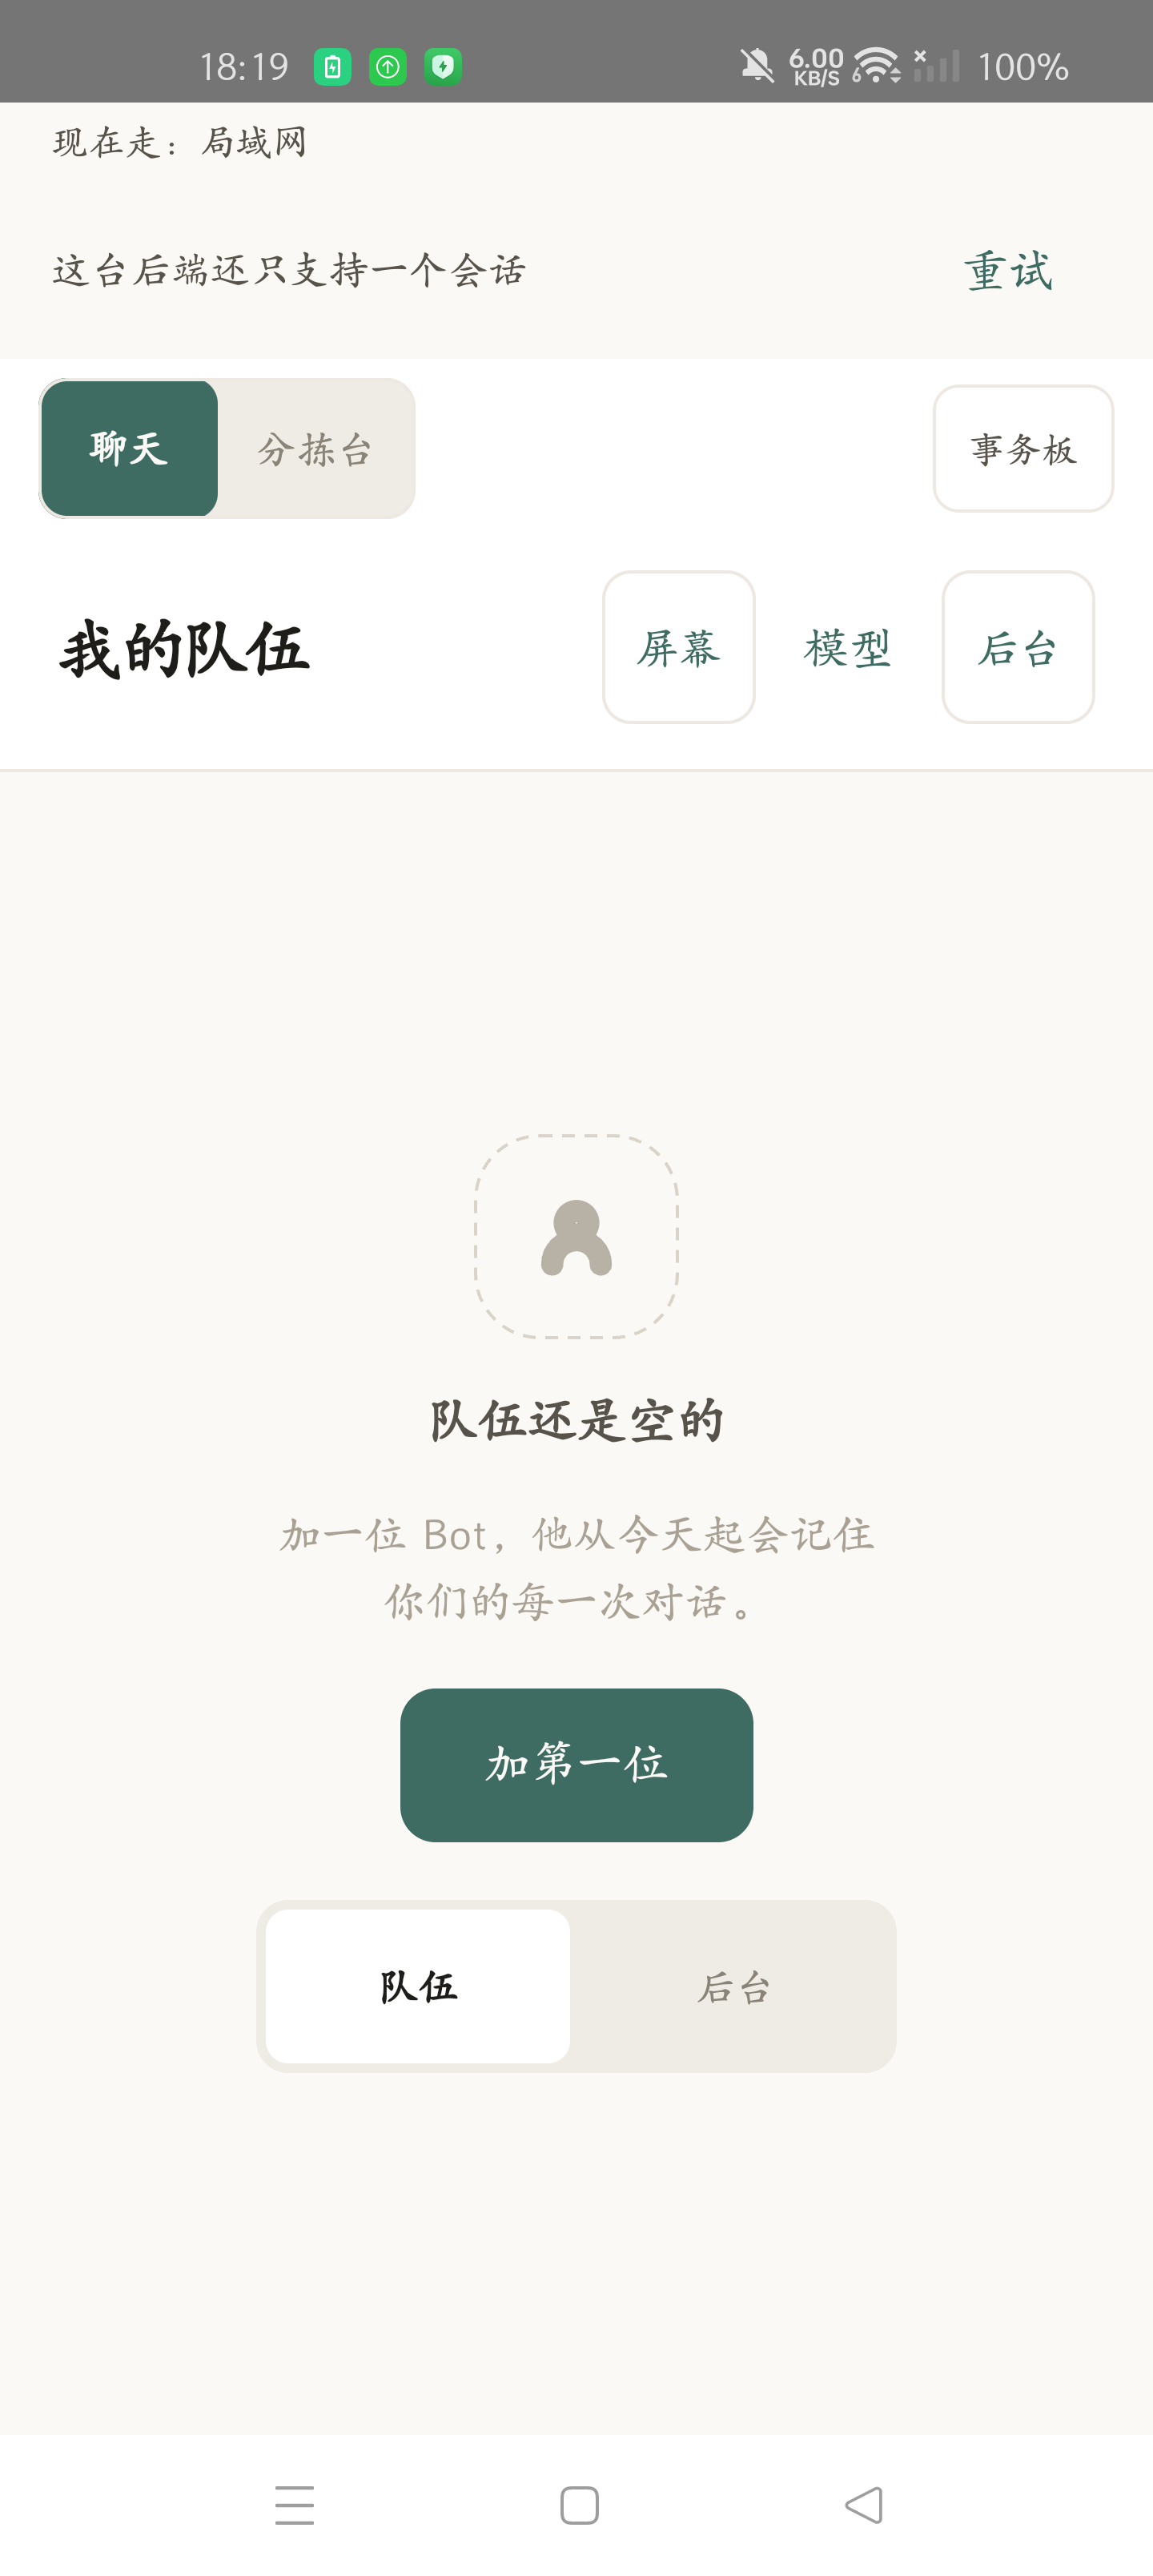 18:19
6.00 KB/S
6
100%
现在走：局域网
这台后端还只支持一个会话
重试
聊天
分拣台
事务板
我的队伍
屏幕
模型
后台
队伍还是空的
加一位 Bot，他从今天起会记住
你们的每一次对话。
加第一位
队伍
后台